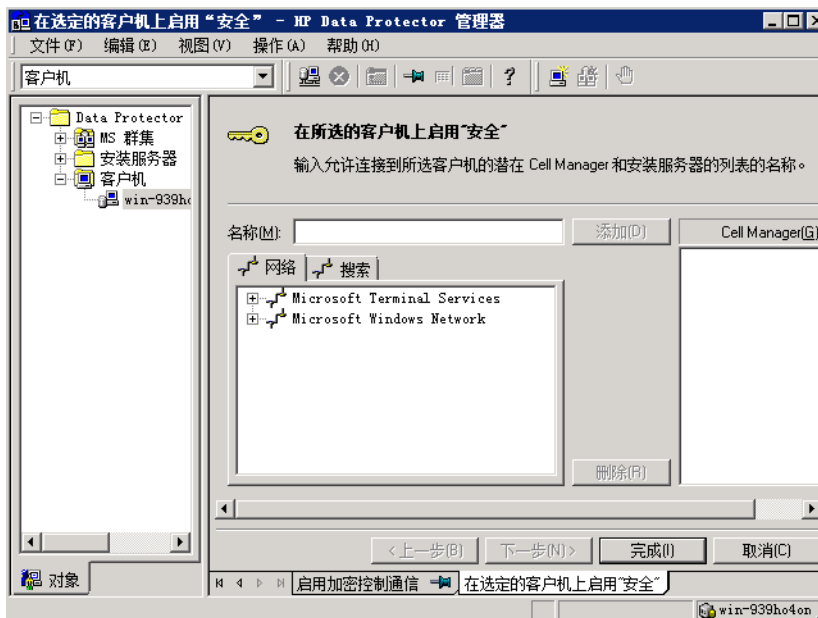 在选定的客户机上启用“安全” - HP Data Protector 管理器
文件(F) 编辑(E) 视图(V) 操作(A) 帮助(H)
客户机
Data Protector
MS 群集
安装服务器
客户机
win-939ho
对象
在所选的客户机上启用"安全"
输入允许连接到所选客户机的潜在 Cell Manager 和安装服务器的列表的名称。
名称(M):
添加(D)
Cell Manager(G)
网络 搜索
Microsoft Terminal Services
Microsoft Windows Network
删除(R)
<上一步(B) 下一步(N)> 完成(I) 取消(C)
启用加密控制通信 在选定的客户机上启用"安全"
win-939ho4on